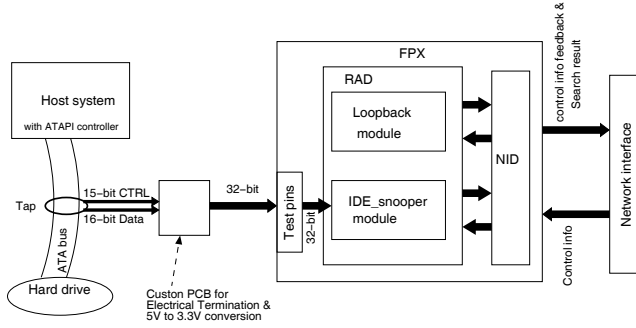 Host system
with ATAPI controller
Tap
15-bit CTRL
16-bit Data
ATA bus
Hard drive
Custon PCB for
Electrical Termination &
5V to 3.3V conversion
32-bit
Test pins
32-bit
FPX
RAD
Loopback
module
IDE_snooper
module
NID
control info feedback &
Search result
Control info
Network interface